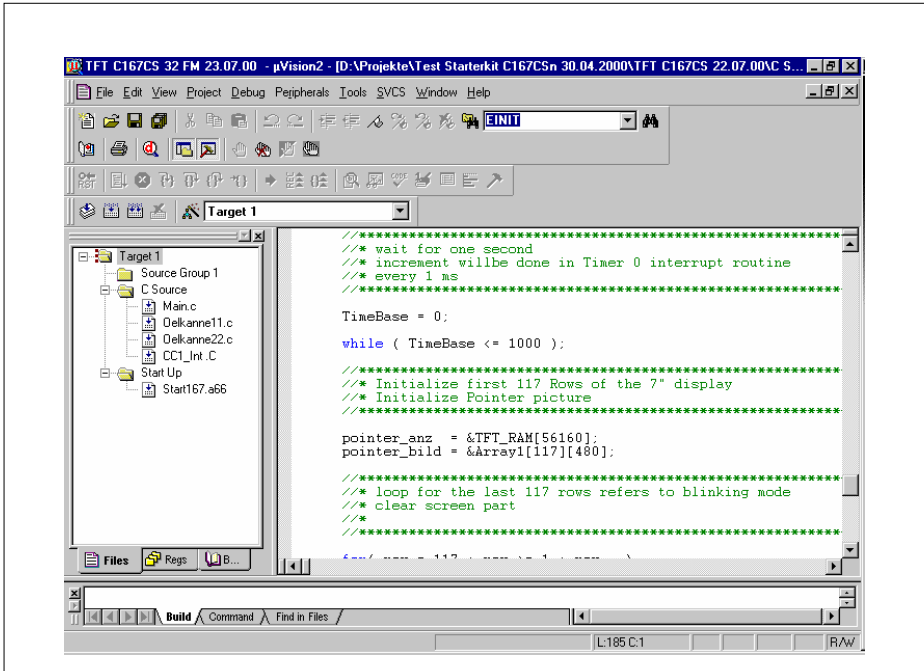 TFT C167CS 32 FM 23.07.00 - µVision2 - [D:\Projekte\Test Starterkit C167CSn 30.04.2000\TFT C167CS 22.07.00\C S...
File Edit View Project Debug Peripherals Tools SVCS Window Help
EINIT
RST CODE
Target 1
Target 1
Source Group 1
C Source
Main.c
Oelkanne11.c
Oelkanne22.c
CC1_Int .C
Start Up
Start167.a66
Files Regs B...
//*********************************************************
//* wait for one second
//* increment willbe done in Timer 0 interrupt routine
//* every 1 ms
//*********************************************************
TimeBase = 0;
while ( TimeBase <= 1000 );
//*********************************************************
//* Initialize first 117 Rows of the 7" display
//* Initialize Pointer picture
//*********************************************************
pointer_anz = &TFT_RAM[56160];
pointer_bild = &Array1[117][480];
//*********************************************************
//* loop for the last 117 rows refers to blinking mode
//* clear screen part
//*
//*********************************************************
Build Command Find in Files
L:185 C:1 R/W